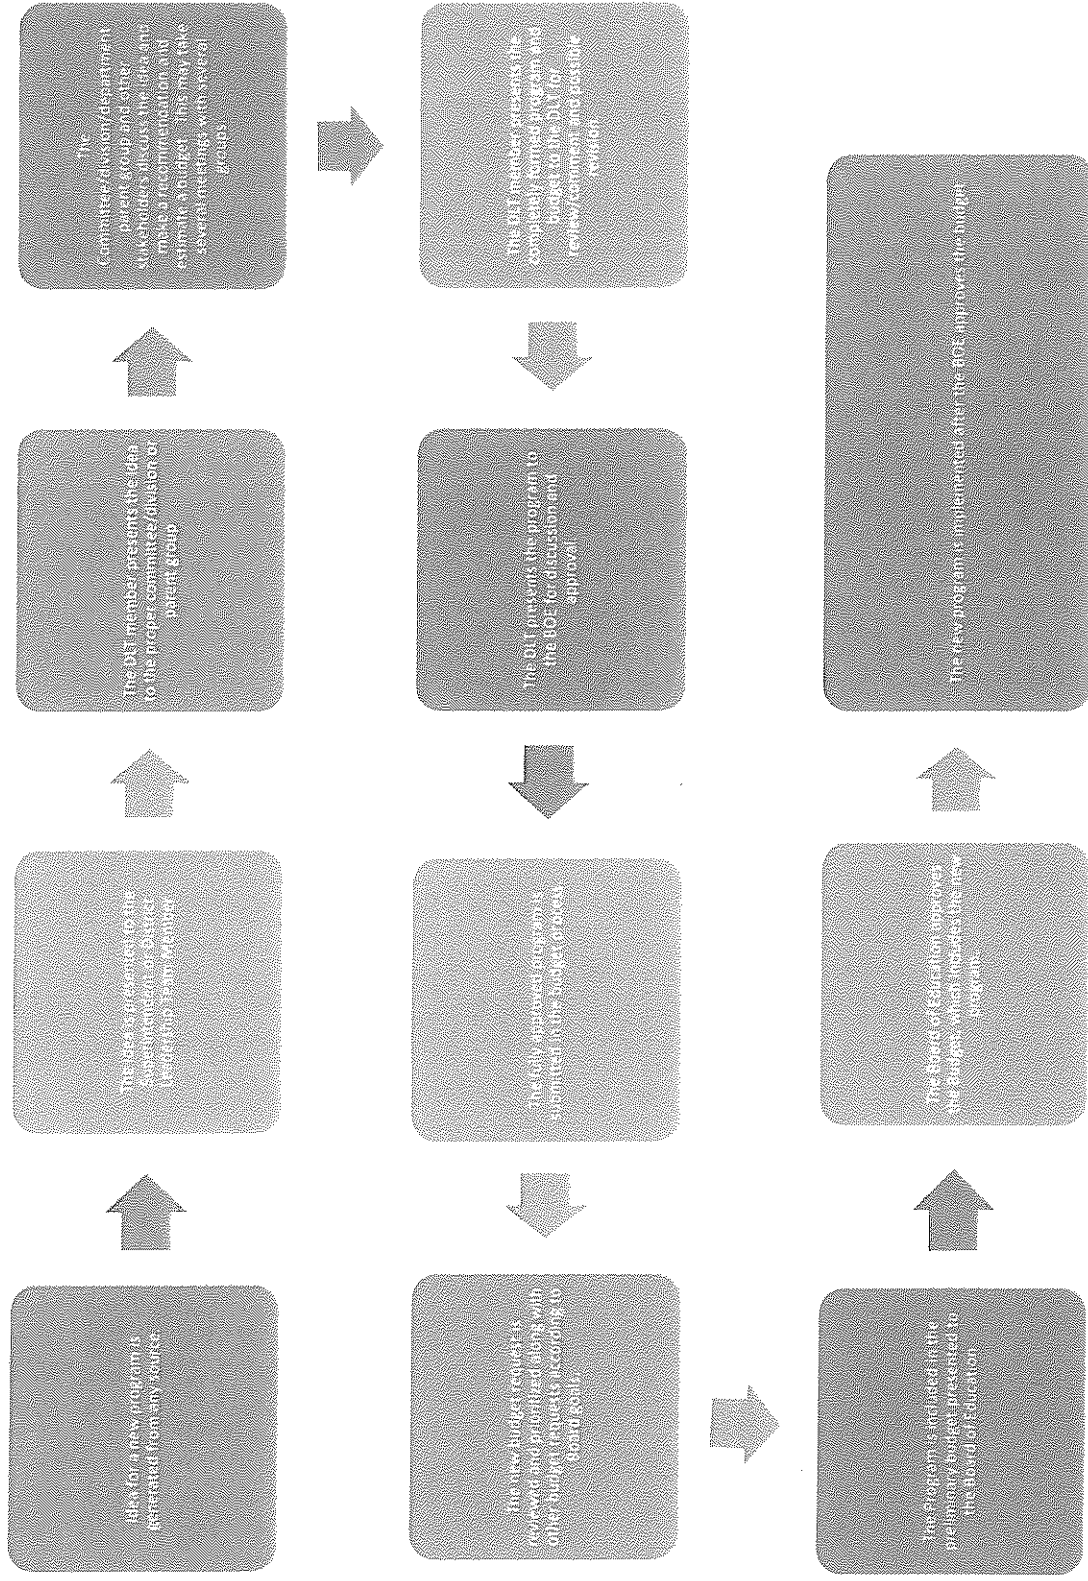 Idea for a new program is
generated from any source
The idea is presented to the
Superintendent or District
Leadership Team Member
The DLT member presents the idea
to the proper committee/division or
parent group
The
Committee/division/department
parent group and other
stakeholders discuss the idea and
make a recommendation and
estimate a budget. This may take
several meetings with several
groups.
The DLT member presents the
completely formed program and
budget to the DLT for
review/comment and possible
revision
The DLT presents the program to
the BOE for discussion and
approval
The fully approved program is
submitted in the budget process.
The new Budget request is
reviewed and prioritized along with
other budget requests according to
Board goals.
The Program is included in the
preliminary budget presented to
the Board of Education
The Board of Education approves
the Budget which includes the new
program
The new program is implemented after the BOE approves the budget